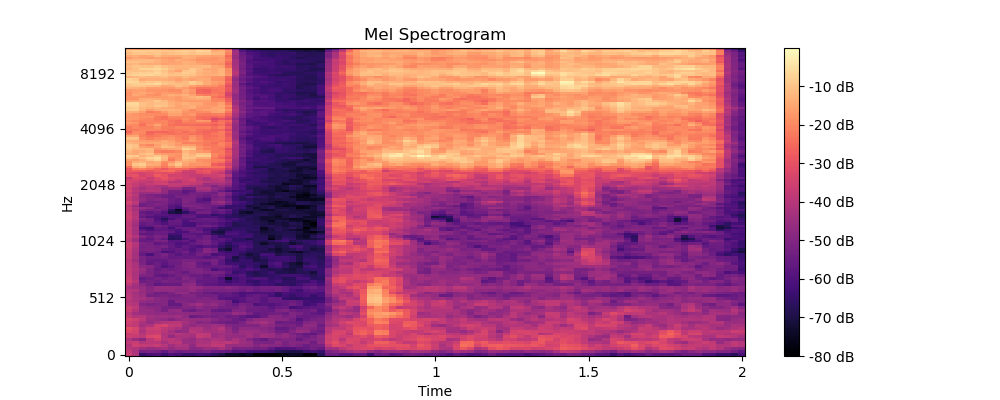 Mel Spectrogram
8192
4096
2048
1024
512
0
Hz
0
0.5
1
1.5
2
Time
-10 dB
-20 dB
-30 dB
-40 dB
-50 dB
-60 dB
-70 dB
-80 dB